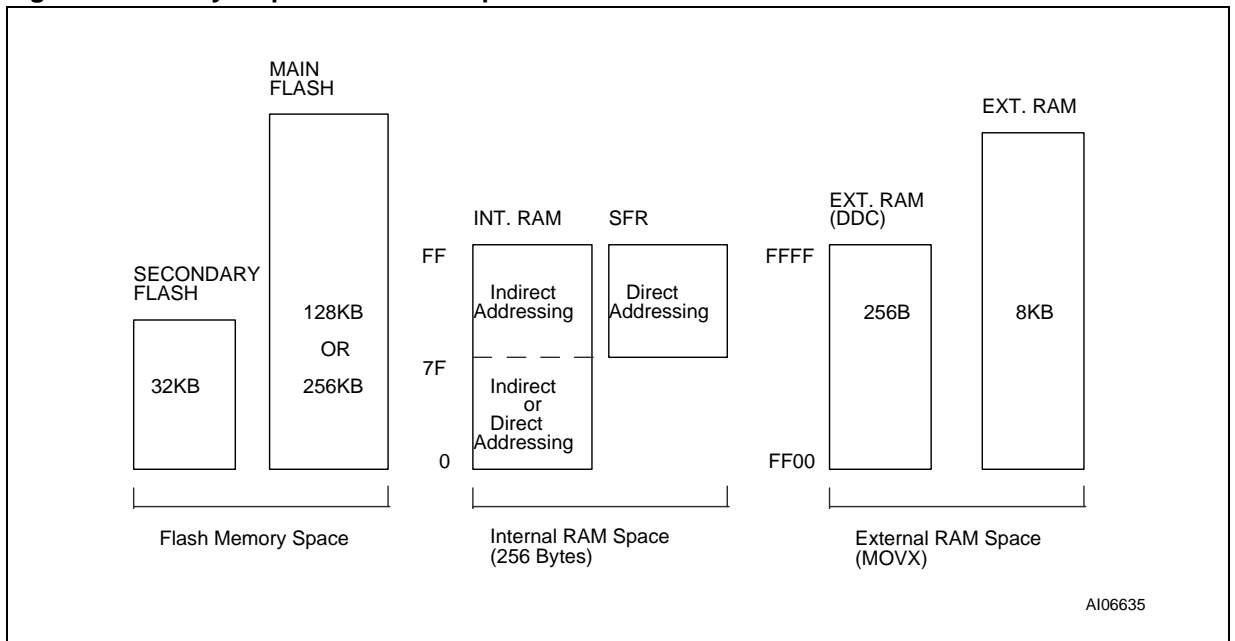 MAIN
FLASH
EXT. RAM
EXT. RAM
(DDC)
INT. RAM
SFR
FF
FFFF
SECONDARY
FLASH
Indirect
Addressing
Direct
Addressing
128KB
OR
256KB
256B
8KB
7F
32KB
Indirect
or
Direct
Addressing
0
FF00
Flash Memory Space
Internal RAM Space
(256 Bytes)
External RAM Space
(MOVX)
AI06635